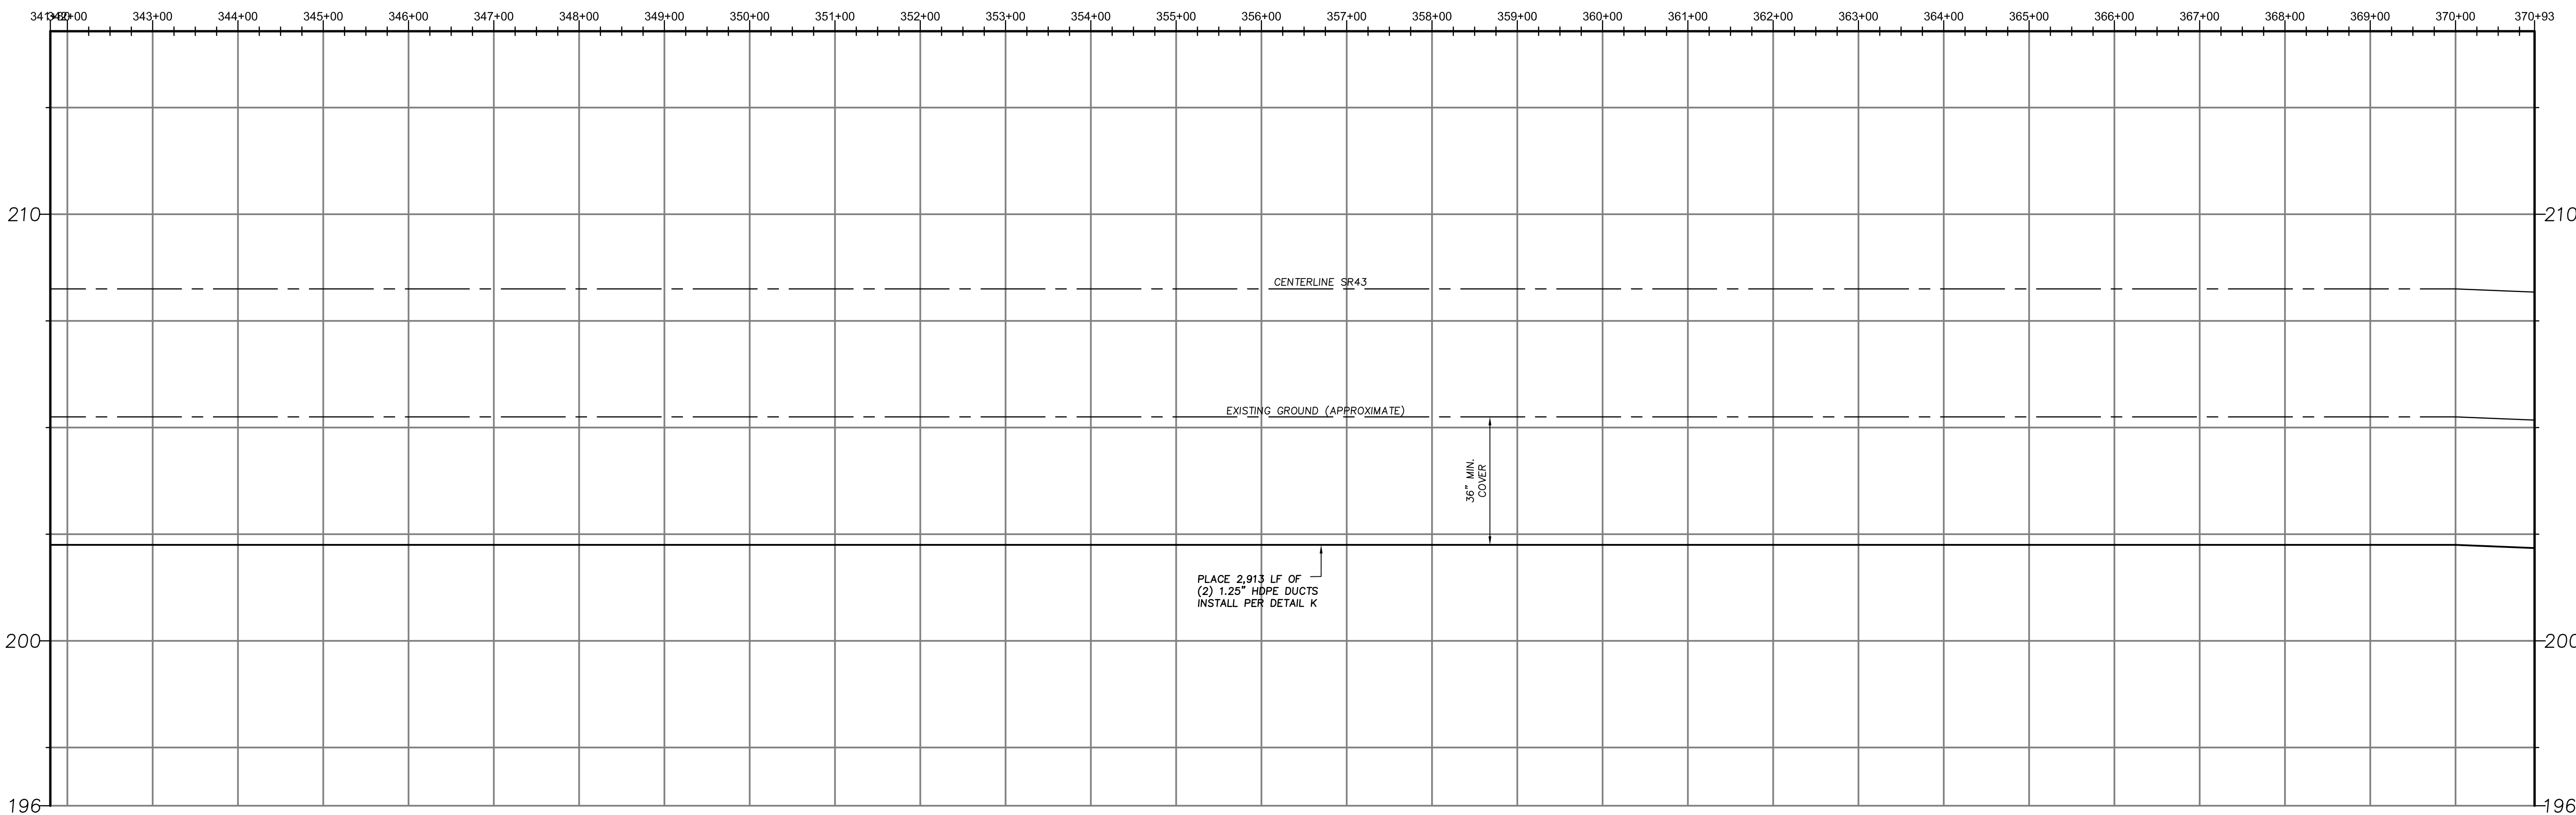 341+80 342+00 343+00 344+00 345+00 346+00 347+00 348+00 349+00 350+00 351+00 352+00 353+00 354+00 355+00 356+00 357+00 358+00 359+00 360+00 361+00 362+00 363+00 364+00 365+00 366+00 367+00 368+00 369+00 370+00 370+93
210 210
CENTERLINE SR43
EXISTING GROUND (APPROXIMATE)
36" MIN.
COVER
PLACE 2,913 LF OF
(2) 1.25" HDPE DUCTS
INSTALL PER DETAIL K
200 200
196 196